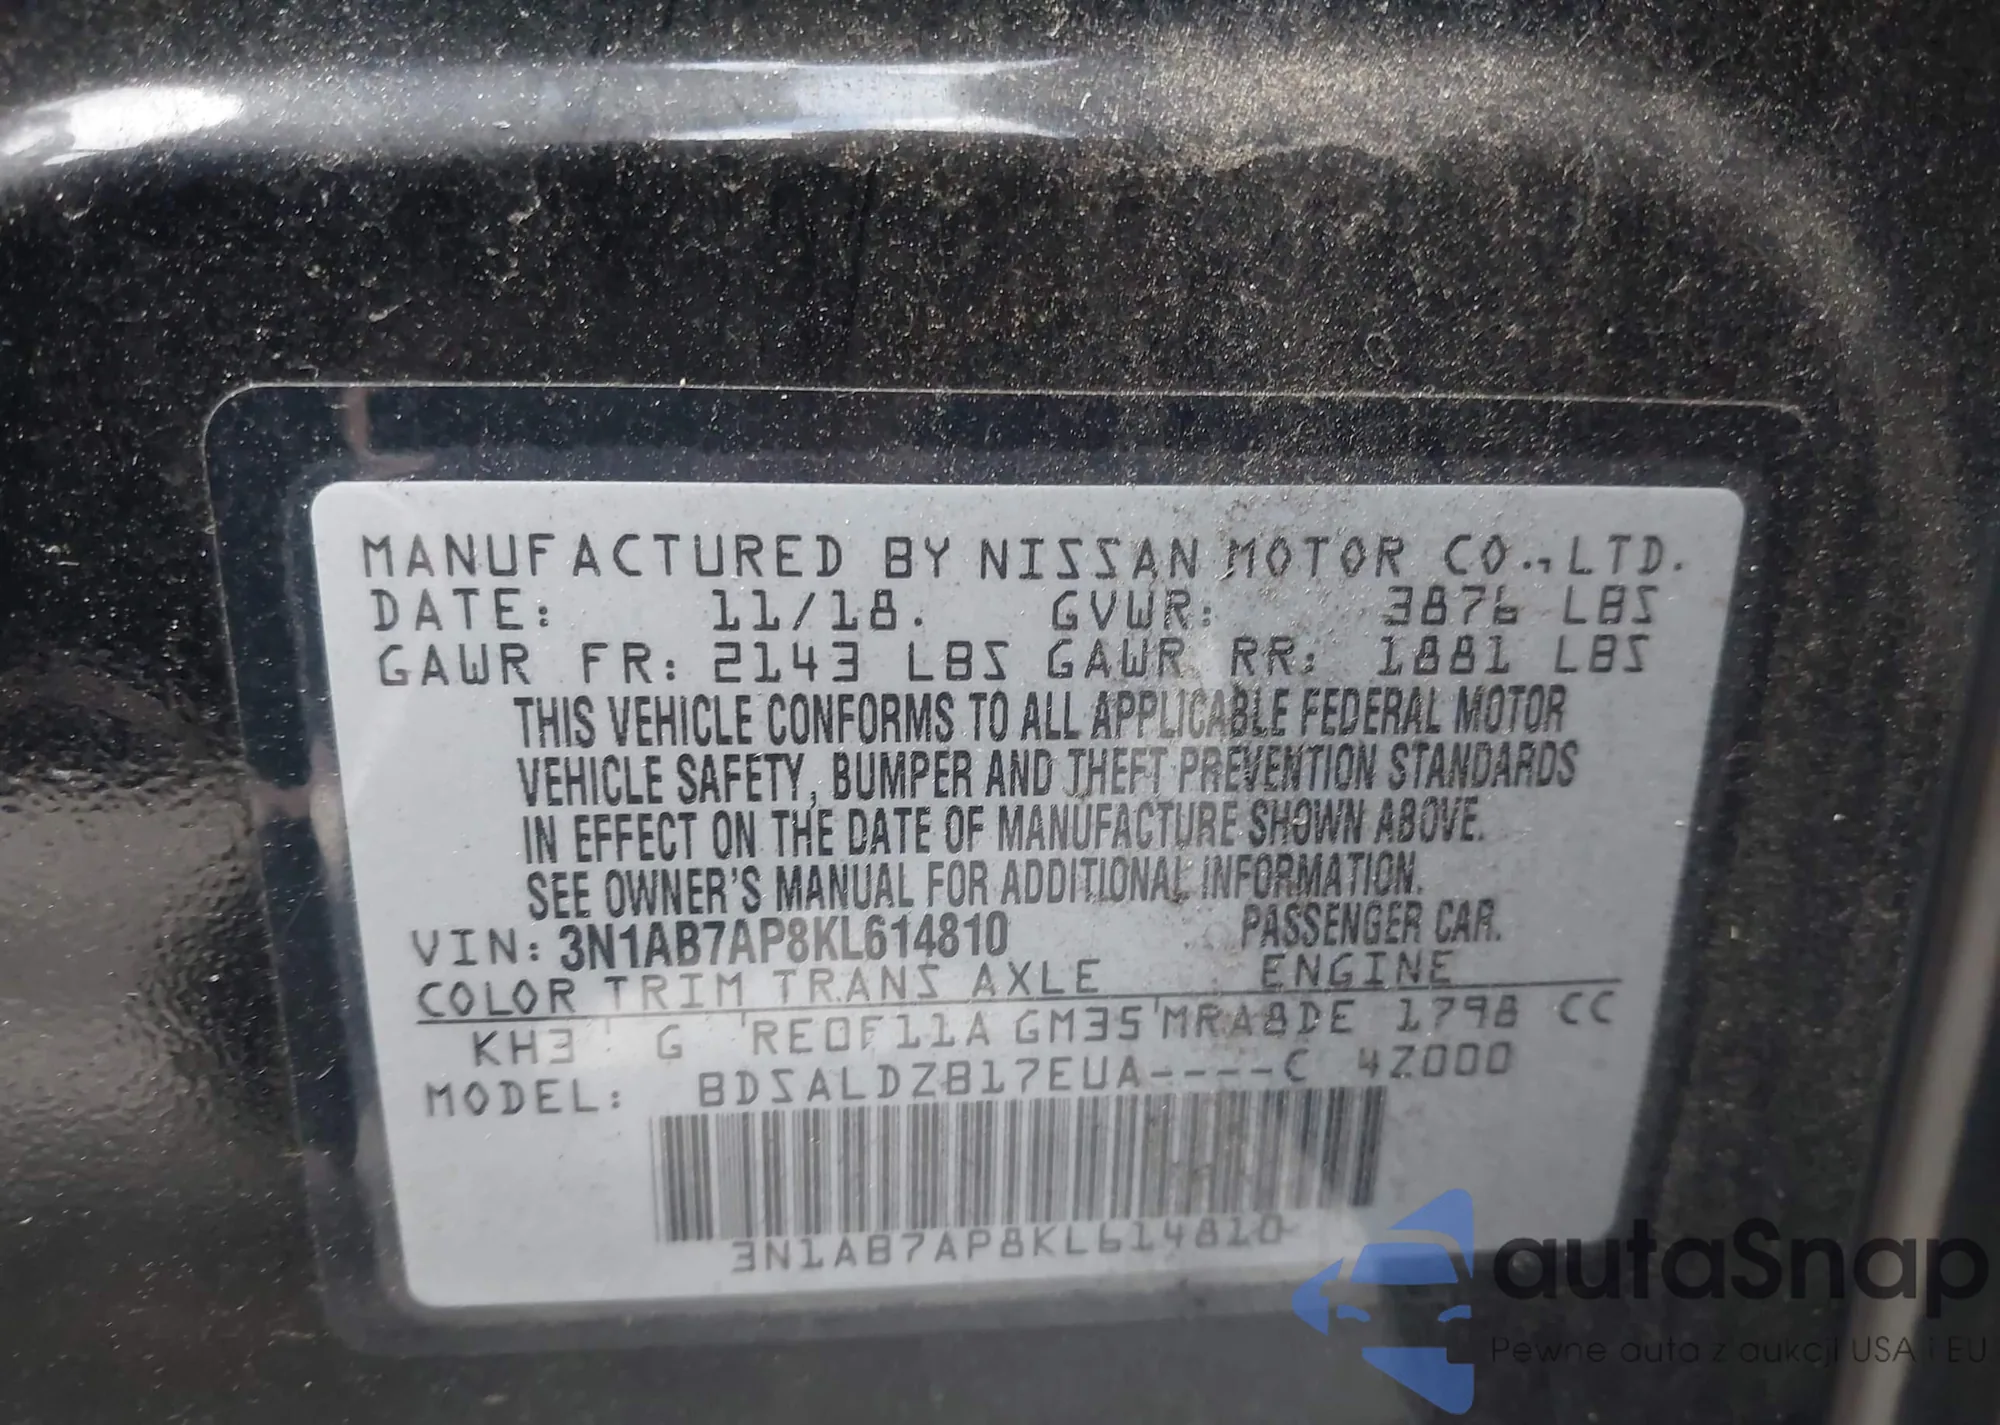 MANUFACTURED BY NISSAN MOTOR CO., LTD.
DATE: 11/18. GVWR: 3876 LBS
GAWR FR: 2143 LBS GAWR RR: 1881 LBS
THIS VEHICLE CONFORMS TO ALL APPLICABLE FEDERAL MOTOR
VEHICLE SAFETY, BUMPER AND THEFT PREVENTION STANDARDS
IN EFFECT ON THE DATE OF MANUFACTURE SHOWN ABOVE.
SEE OWNER'S MANUAL FOR ADDITIONAL INFORMATION.
VIN: 3N1AB7AP8KL614810 PASSENGER CAR.
COLOR TRIM TRANS AXLE ENGINE
KH3 G RE0F11A GM35 MRA8DE 1798 CC
MODEL: BDSALDZB17EUA----C 4Z000
3N1AB7AP8KL614810
autaSnap
Pewne auta z aukcji USA i EU